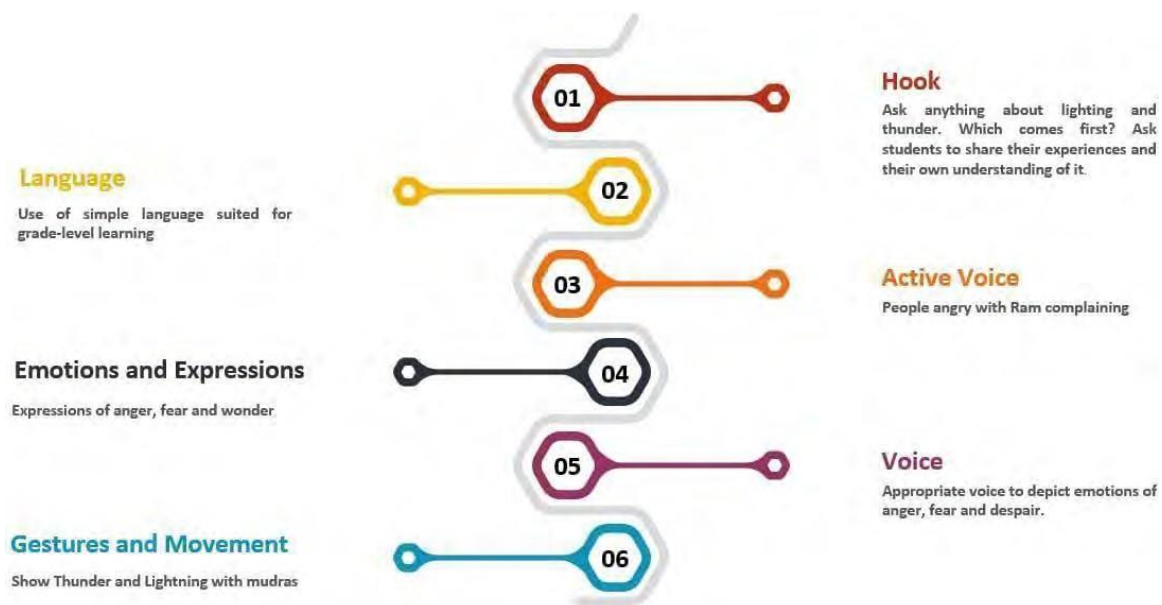 01
Hook
Ask anything about lighting and
thunder. Which comes first? Ask
students to share their experiences and
their own understanding of it.
Language
02
Use of simple language suited for
grade-level learning
03
Active Voice
People angry with Ram complaining
Emotions and Expressions
04
Expressions of anger, fear and wonder
05
Voice
Appropriate voice to depict emotions of
anger, fear and despair.
Gestures and Movement
06
Show Thunder and Lightning with mudras